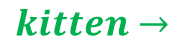 kitten →